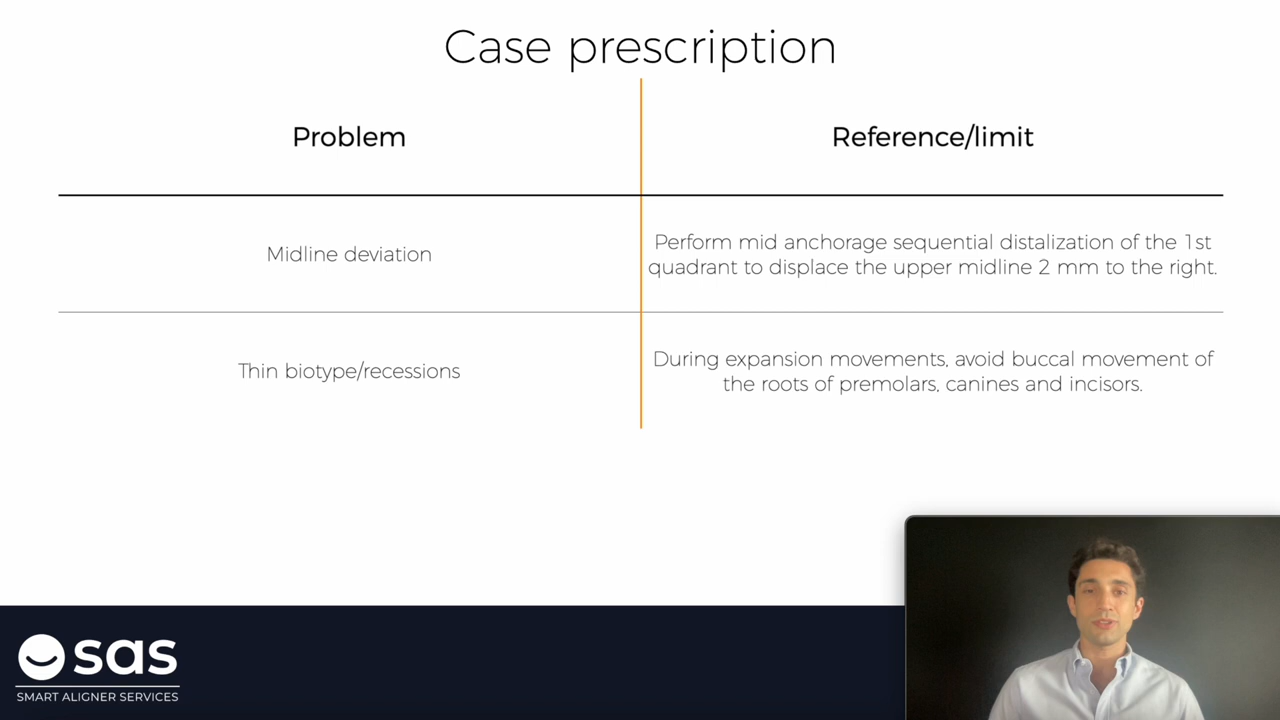 Case prescription
Problem
Reference/limit
Midline deviation
Perform mid anchorage sequential distalization of the 1st
quadrant to displace the upper midline 2 mm to the right.
Thin biotype/recessions
During expansion movements, avoid buccal movement of
the roots of premolars, canines and incisors.
sas
SMART ALIGNER SERVICES